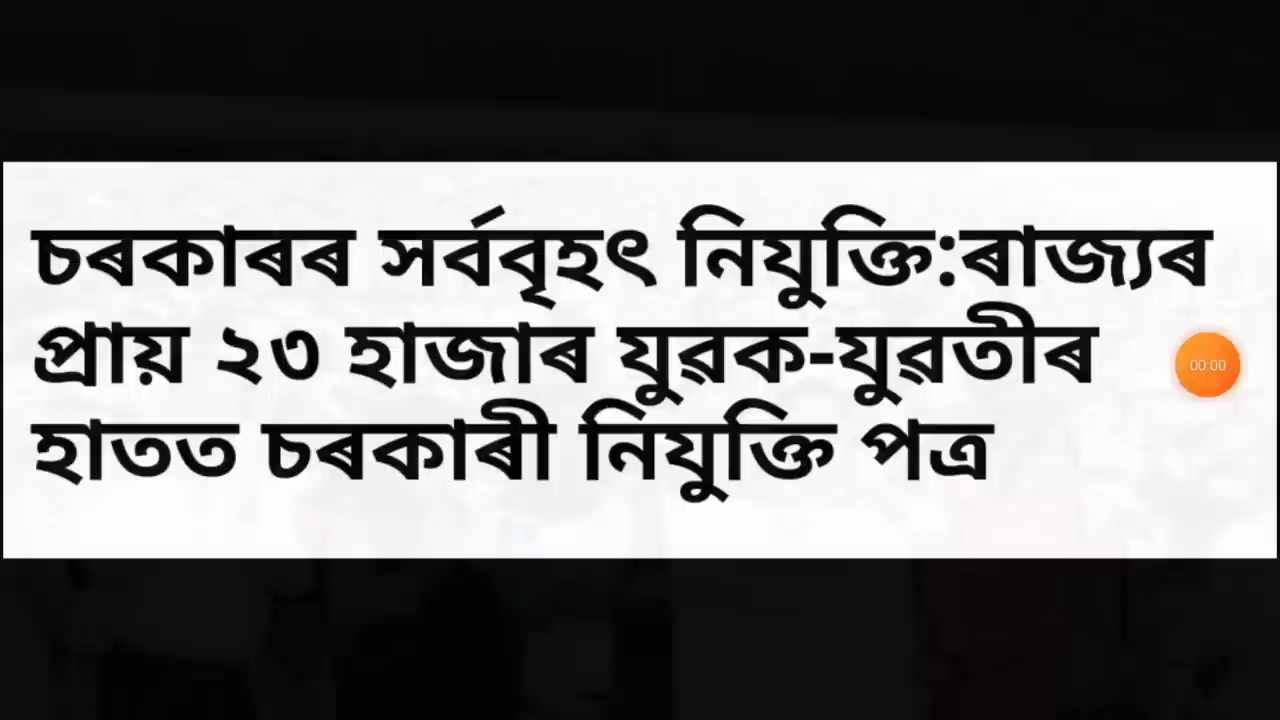 চৰকাৰৰ সৰ্ববৃহৎ নিযুক্তি:ৰাজ্যৰ
প্ৰায় ২৩ হাজাৰ যুৱক-যুৱতীৰ
হাতত চৰকাৰী নিযুক্তি পত্ৰ
00:00